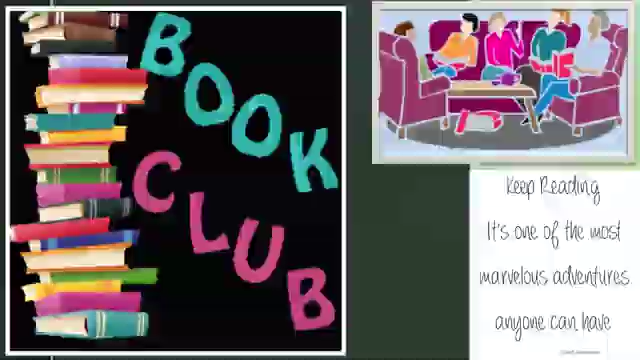 BOOK
CLUB
Keep Reading
It's one of the most
marvelous adventures
anyone can have